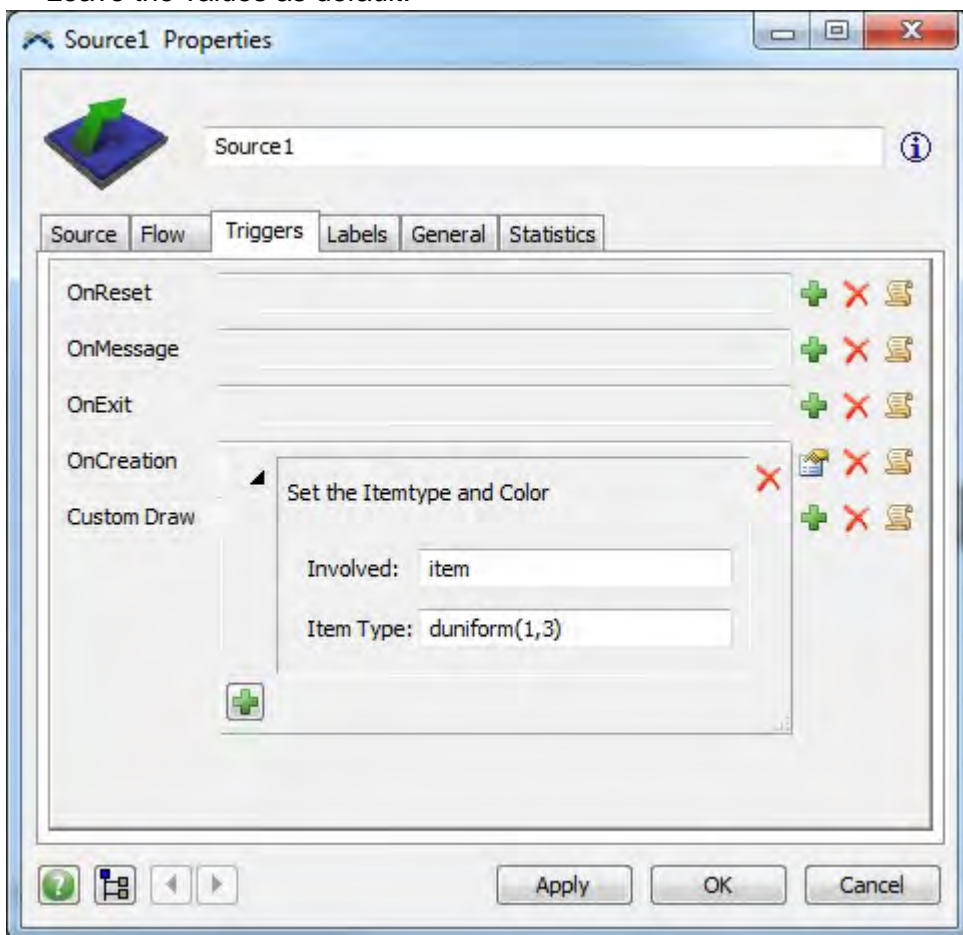 Leave the values as default.
Source1 Properties
Source1
Source Flow Triggers Labels General Statistics
OnReset
OnMessage
OnExit
OnCreation
Set the Itemtype and Color
Custom Draw
Involved: item
Item Type: duniform(1,3)
Apply OK Cancel